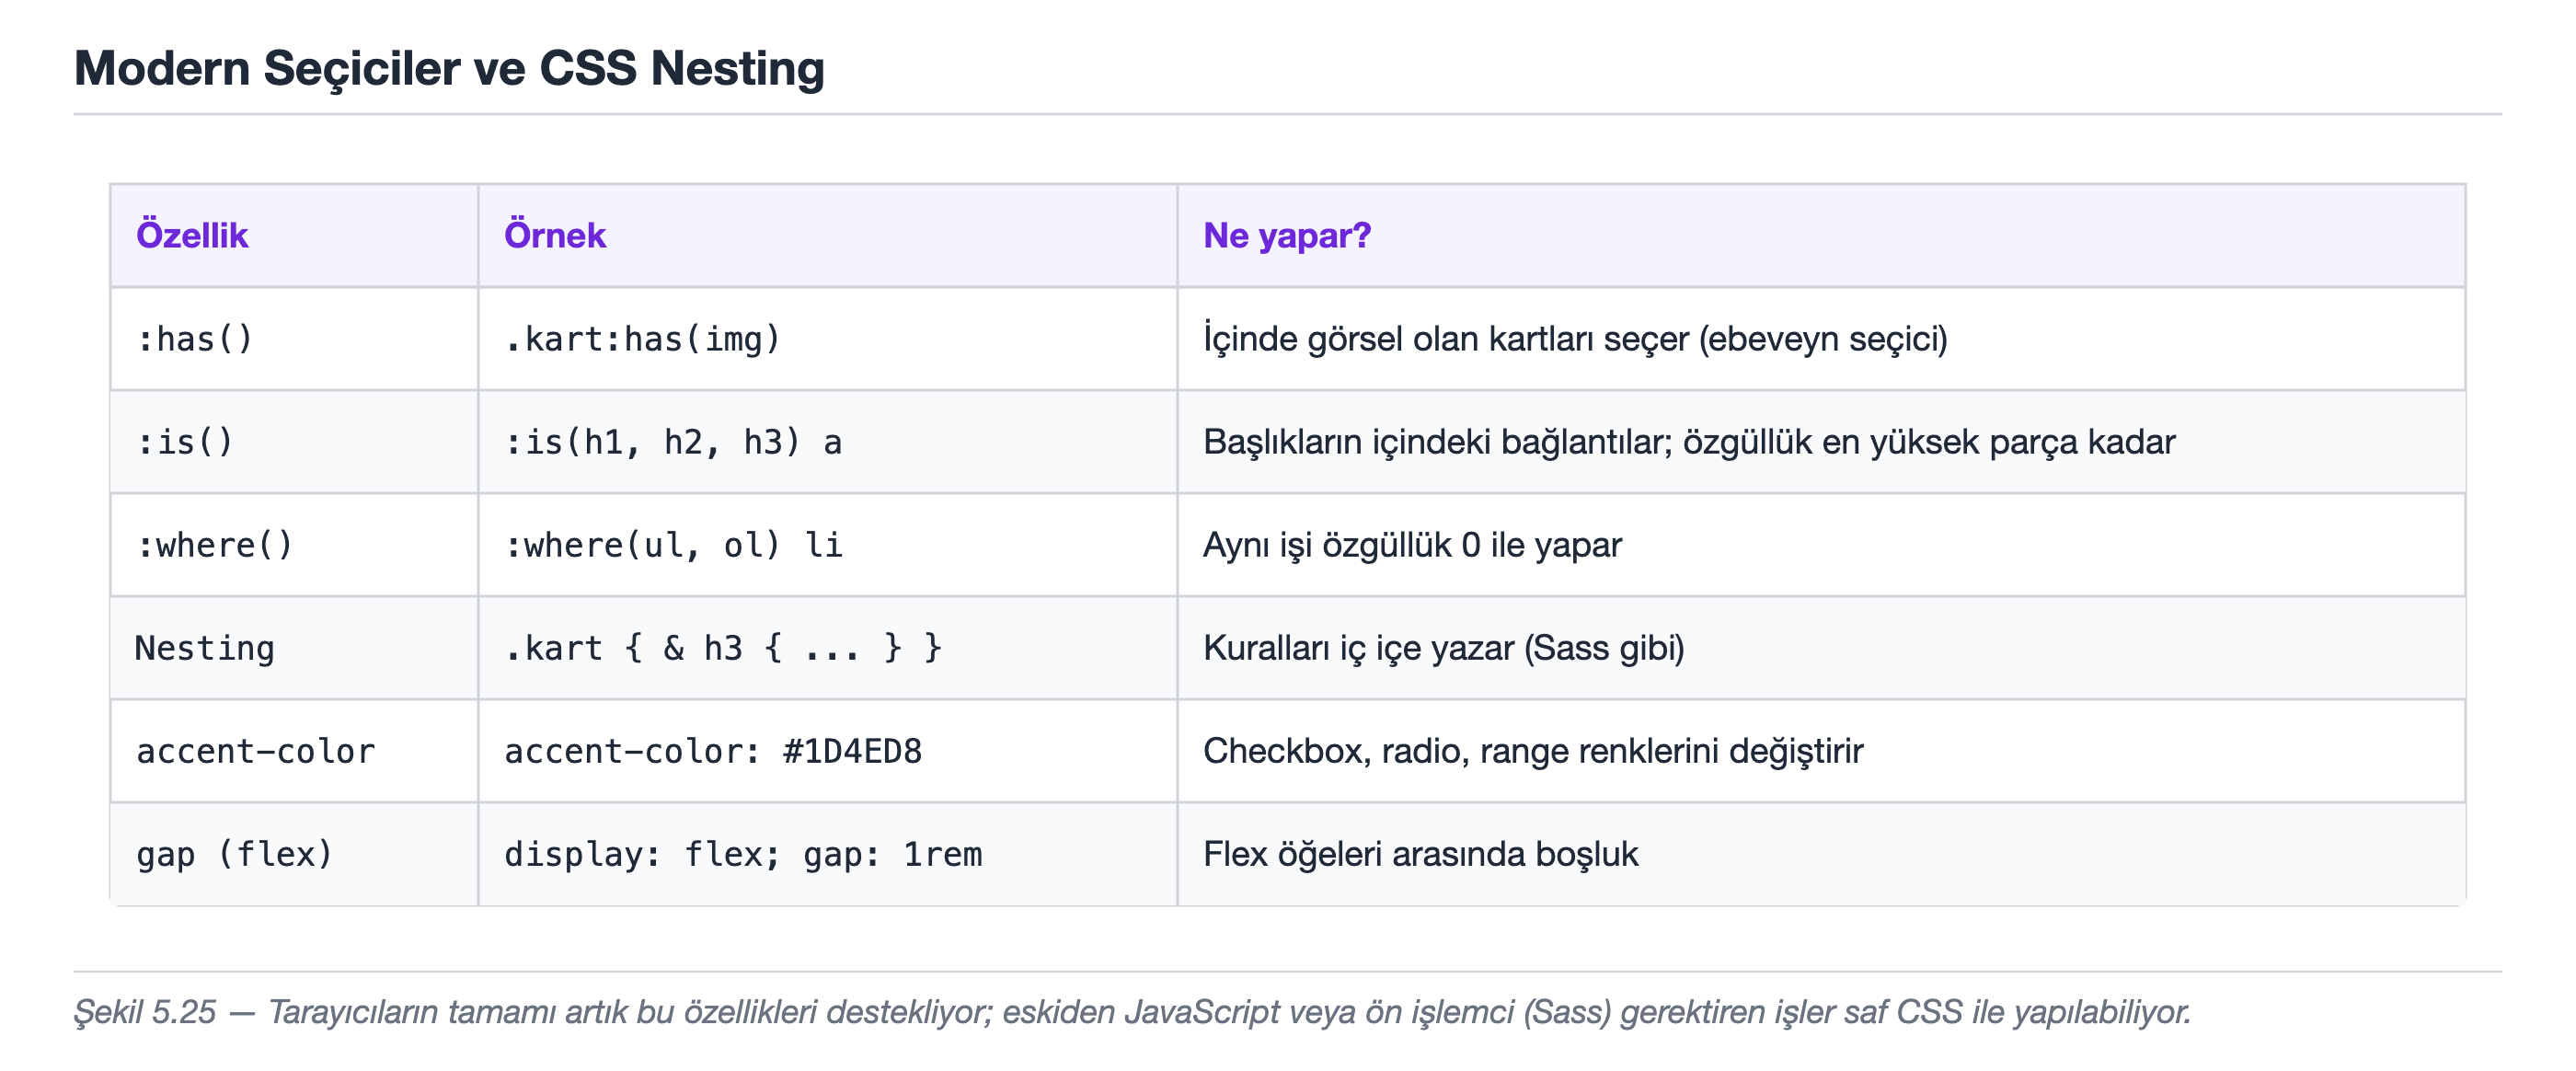 Modern Seçiciler ve CSS Nesting
Özellik Örnek Ne yapar?
:has() .kart:has(img) İçinde görsel olan kartları seçer (ebeveyn seçici)
:is() :is(h1, h2, h3) a Başlıkların içindeki bağlantılar; özgüllük en yüksek parça kadar
:where() :where(ul, ol) li Aynı işi özgüllük 0 ile yapar
Nesting .kart { & h3 { ... } } Kuralları iç içe yazar (Sass gibi)
accent-color accent-color: #1D4ED8 Checkbox, radio, range renklerini değiştirir
gap (flex) display: flex; gap: 1rem Flex öğeleri arasında boşluk
Şekil 5.25 — Tarayıcıların tamamı artık bu özellikleri destekliyor; eskiden JavaScript veya ön işlemci (Sass) gerektiren işler saf CSS ile yapılabiliyor.